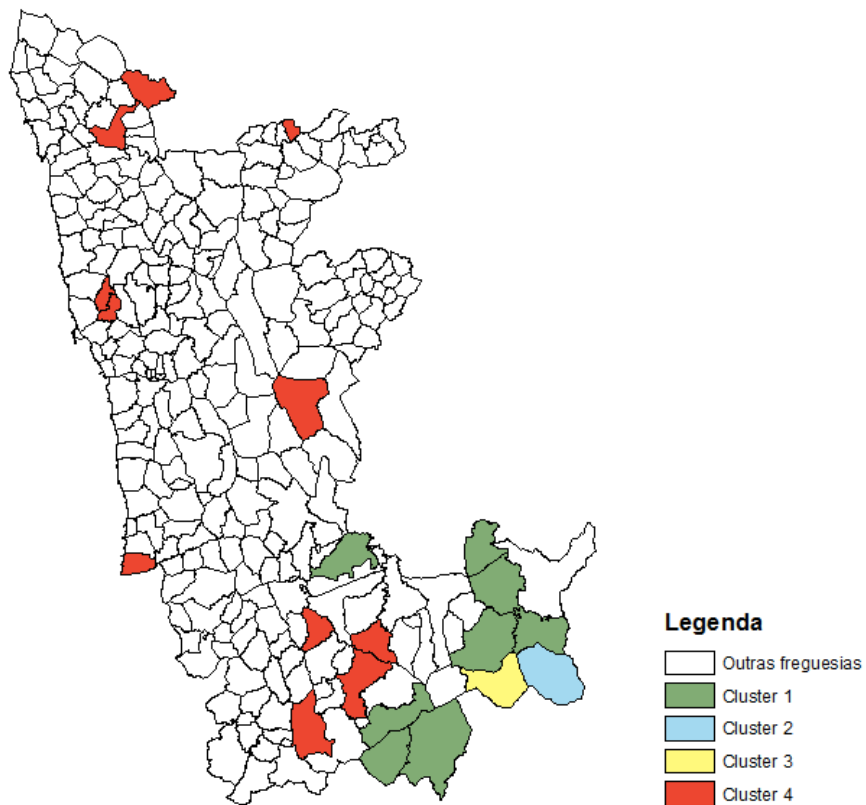 Legenda
Outras freguesias
Cluster 1
Cluster 2
Cluster 3
Cluster 4